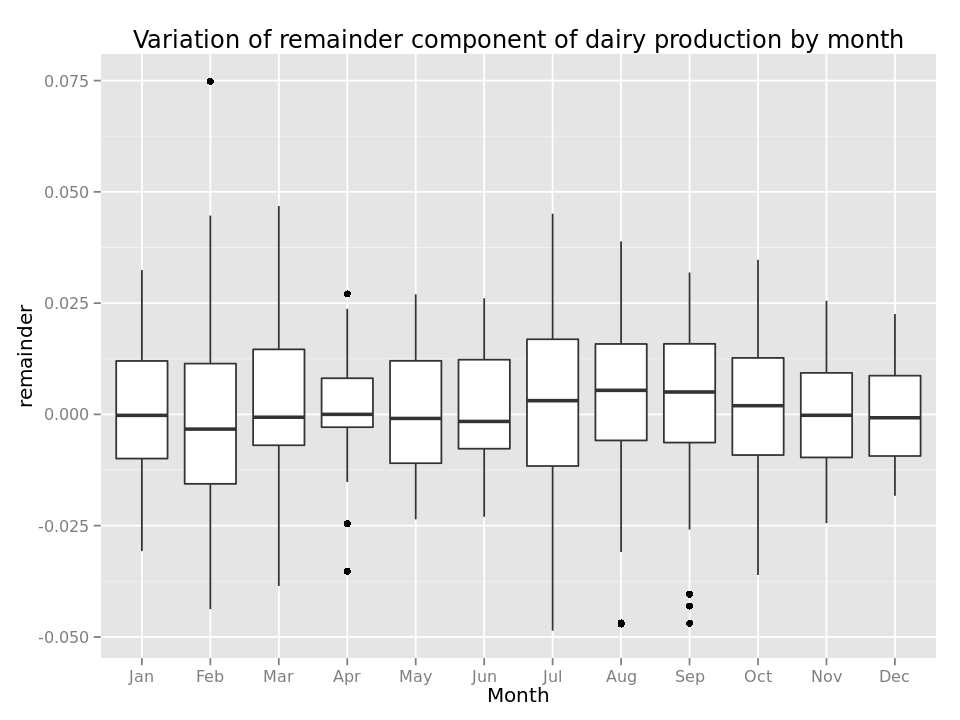 Variation of remainder component of dairy production by month
0.075
0.050
0.025
0.000
-0.025
-0.050
remainder
Jan Feb Mar Apr May Jun Jul Aug Sep Oct Nov Dec
Month